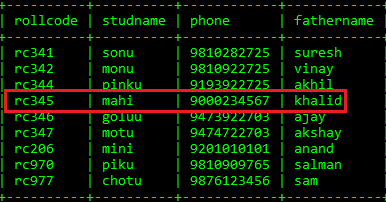 rollcode | studname | phone | fathername
rc341 | sonu | 9810282725 | suresh
rc342 | monu | 9810922725 | vinay
rc344 | pinku | 9193922725 | akhil
rc345 | mahi | 9000234567 | khalid
rc346 | goluu | 9473922703 | ajay
rc347 | motu | 9474722703 | akshay
rc206 | mini | 9201010101 | anand
rc970 | piku | 9810909765 | salman
rc977 | chotu | 9876123456 | sam